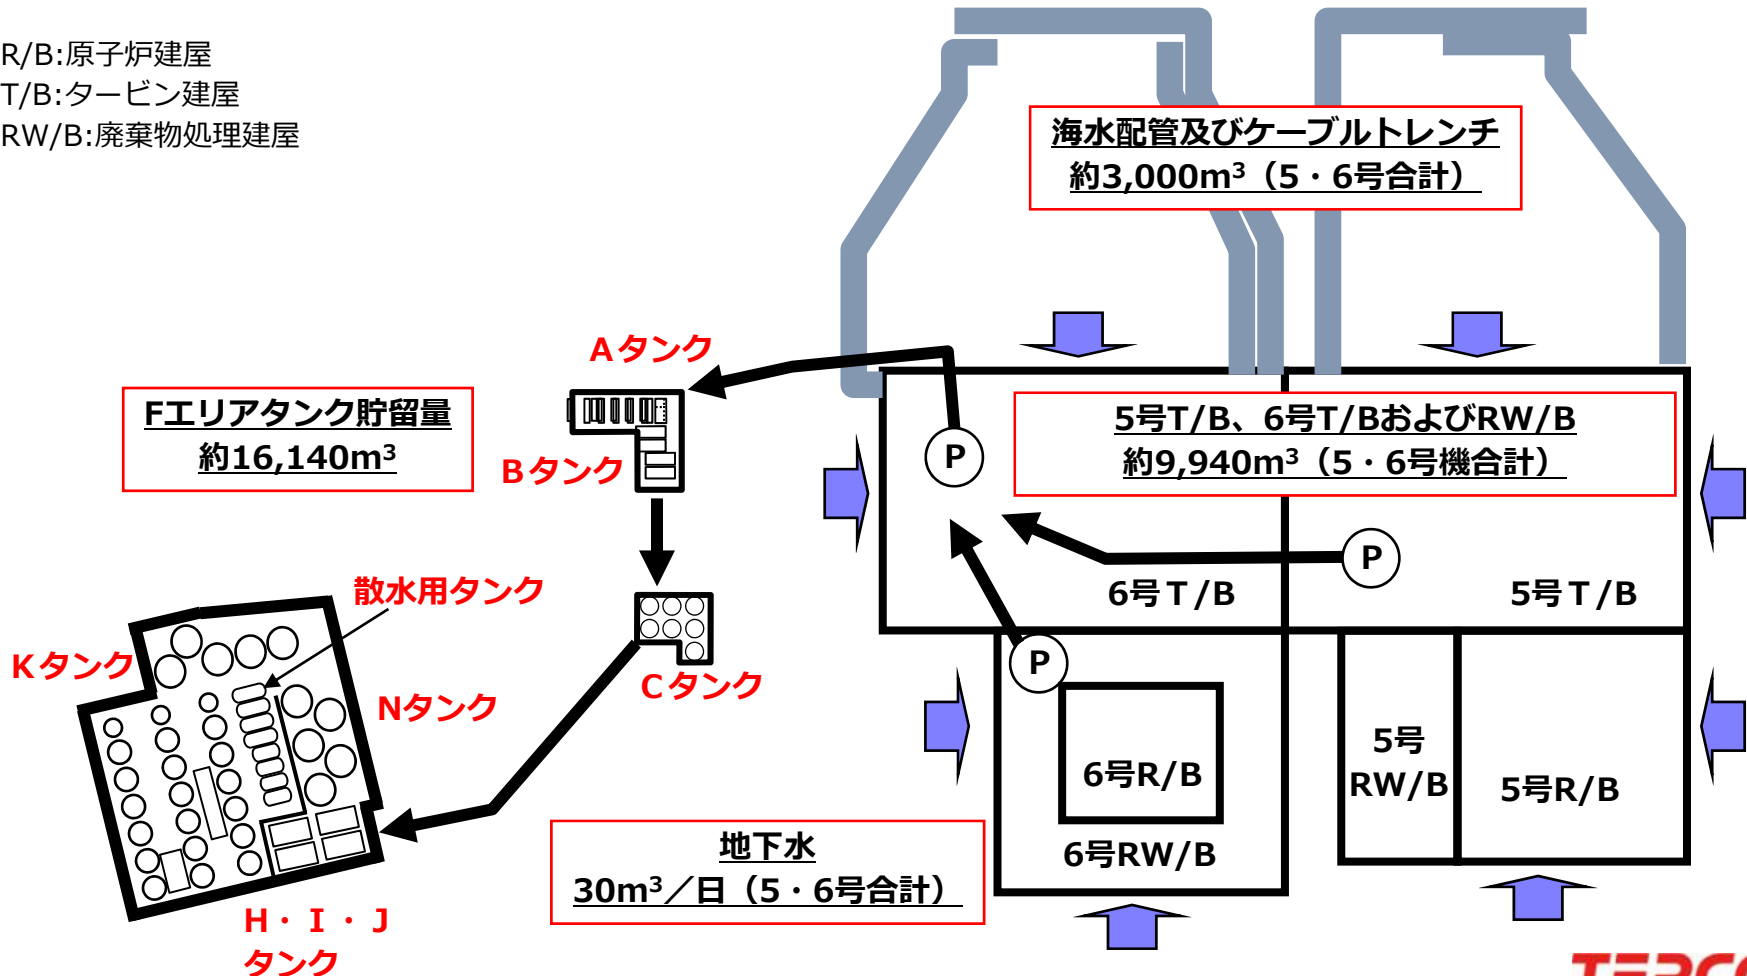 R/B:原子炉建屋
T/B:タービン建屋
RW/B:廃棄物処理建屋
海水配管及びケーブルトレンチ
約3,000m³（5・6号合計）
Aタンク
Fエリアタンク貯留量
約16,140m³
Bタンク
5号T/B、6号T/BおよびRW/B
約9,940m³（5・6号機合計）
P
P
6号T/B
5号T/B
散水用タンク
Kタンク
Nタンク
Cタンク
P
6号R/B
5号
RW/B
5号R/B
6号RW/B
地下水
30m³／日（5・6号合計）
H・I・J
タンク